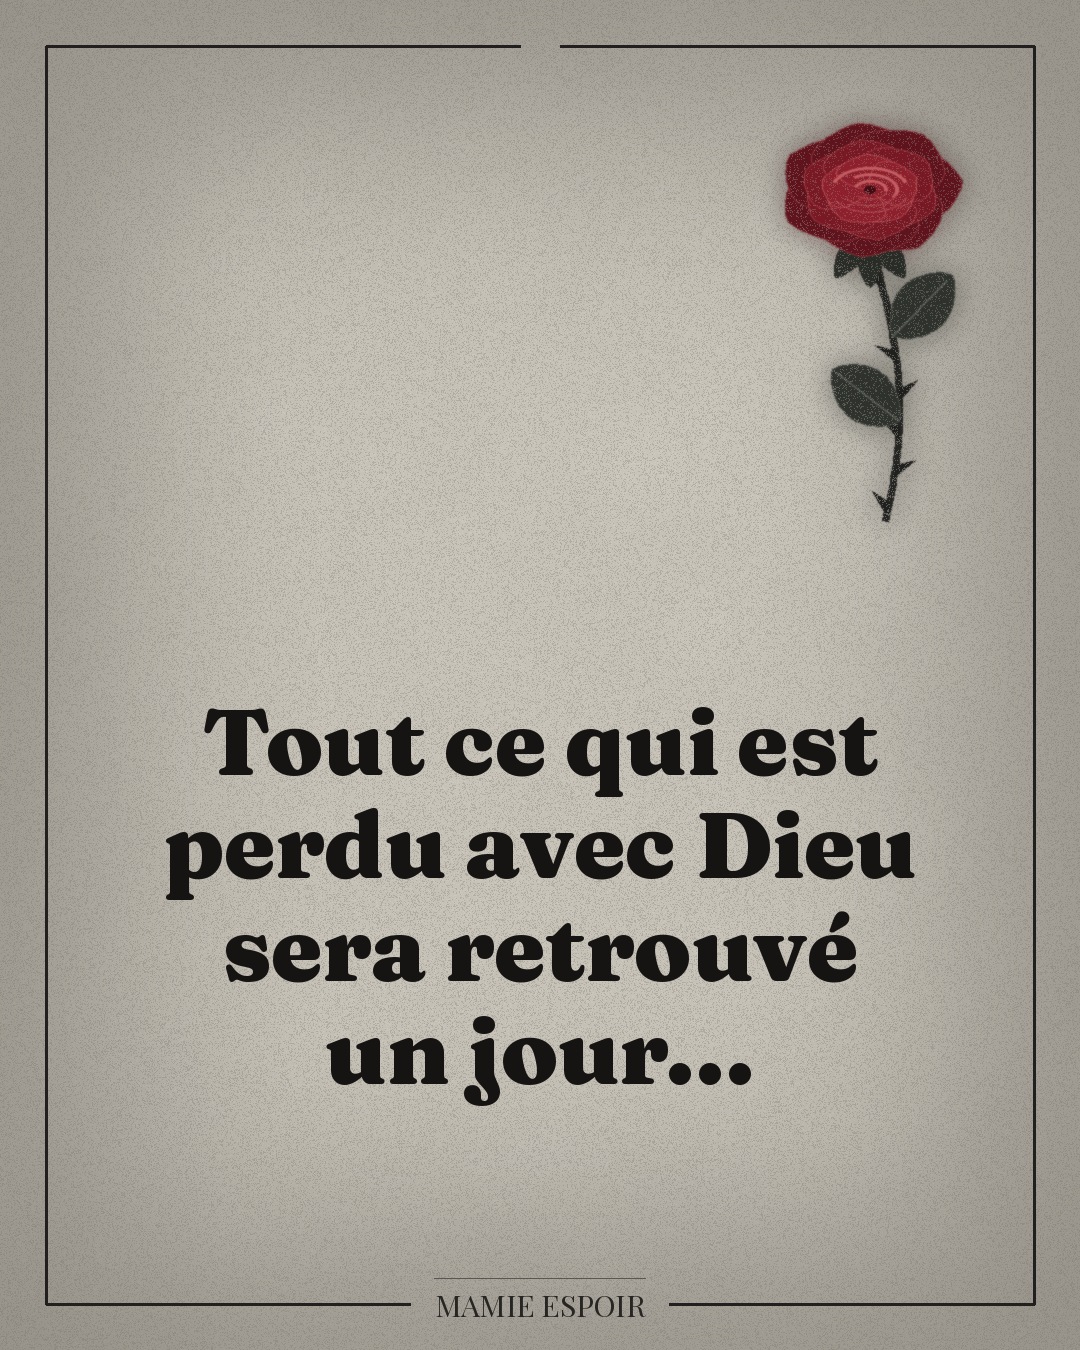 Tout ce qui est
perdu avec Dieu
sera retrouvé
un jour...
MAMIE ESPOIR